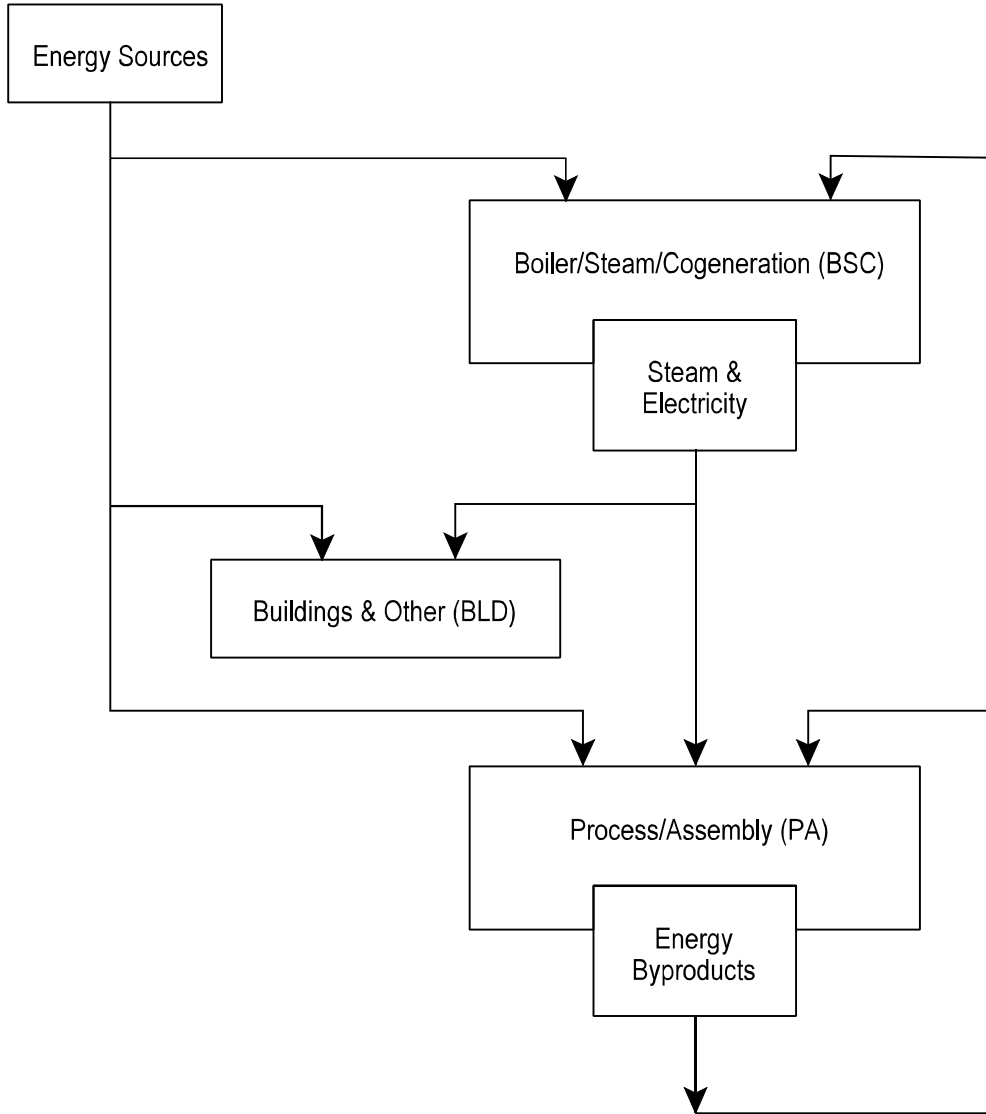 Energy Sources
Boiler/Steam/Cogeneration (BSC)
Steam &
Electricity
Buildings & Other (BLD)
Process/Assembly (PA)
Energy
Byproducts